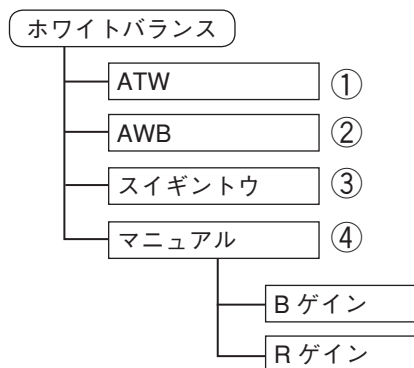 ホワイトバランス
ATW ①
AWB ②
スイギントウ ③
マニュアル ④
B ゲイン
R ゲイン